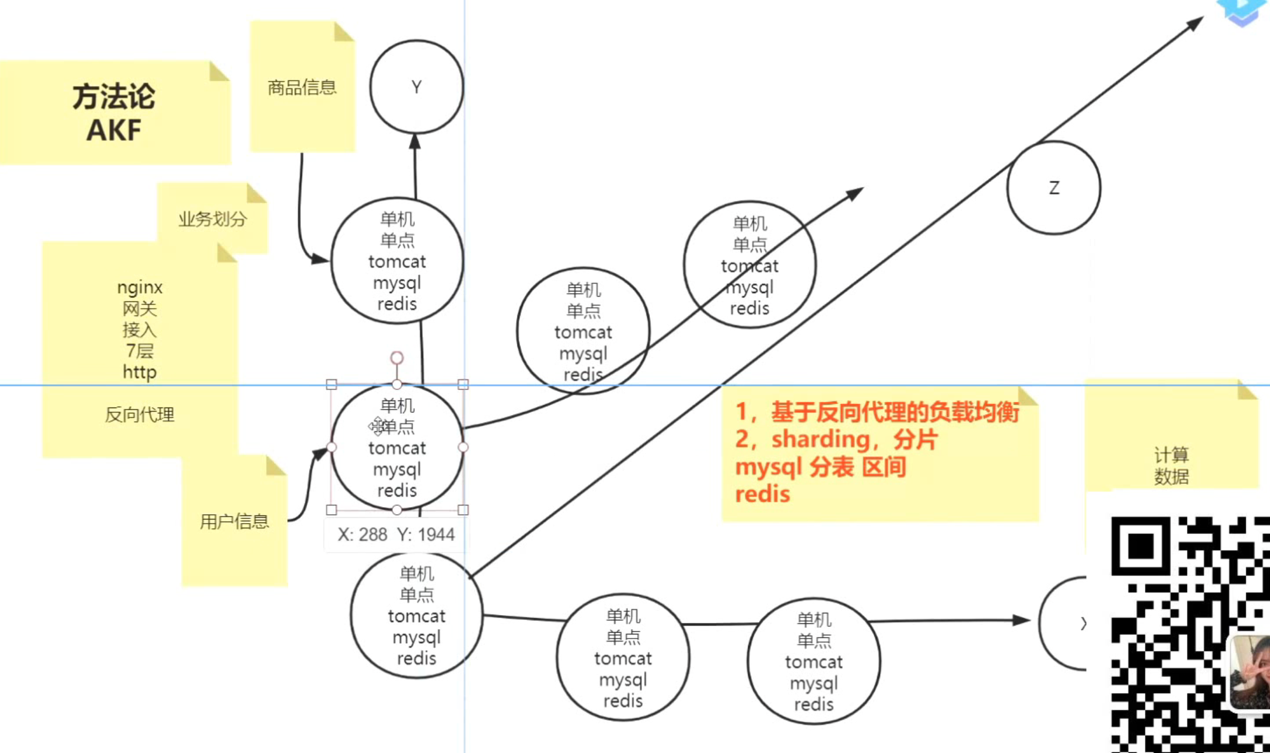 方法论
AKF
商品信息
Y
业务划分
单机
单点
tomcat
mysql
redis
nginx
网关
接入
7层
http
反向代理
单机
单点
tomcat
mysql
redis
单机
单点
tomcat
mysql
redis
Z
单机
单点
tomcat
mysql
redis
用户信息
X: 288 Y: 1944
1，基于反向代理的负载均衡
2，sharding，分片
mysql 分表 区间
redis
计算
数据
单机
单点
tomcat
mysql
redis
单机
单点
tomcat
mysql
redis
单机
单点
tomcat
mysql
redis